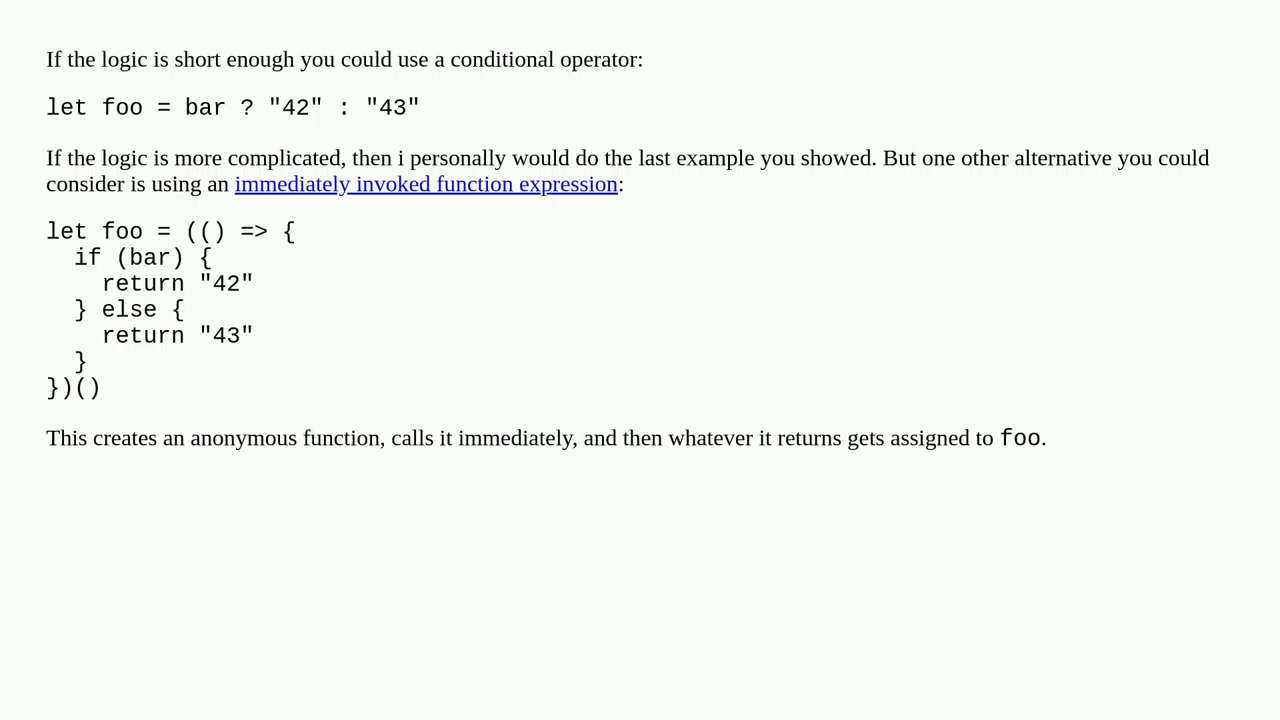 If the logic is short enough you could use a conditional operator:
let foo = bar ? "42" : "43"
If the logic is more complicated, then i personally would do the last example you showed. But one other alternative you could
consider is using an immediately invoked function expression:
let foo = (() => {
  if (bar) {
    return "42"
  } else {
    return "43"
  }
})()
This creates an anonymous function, calls it immediately, and then whatever it returns gets assigned to foo.